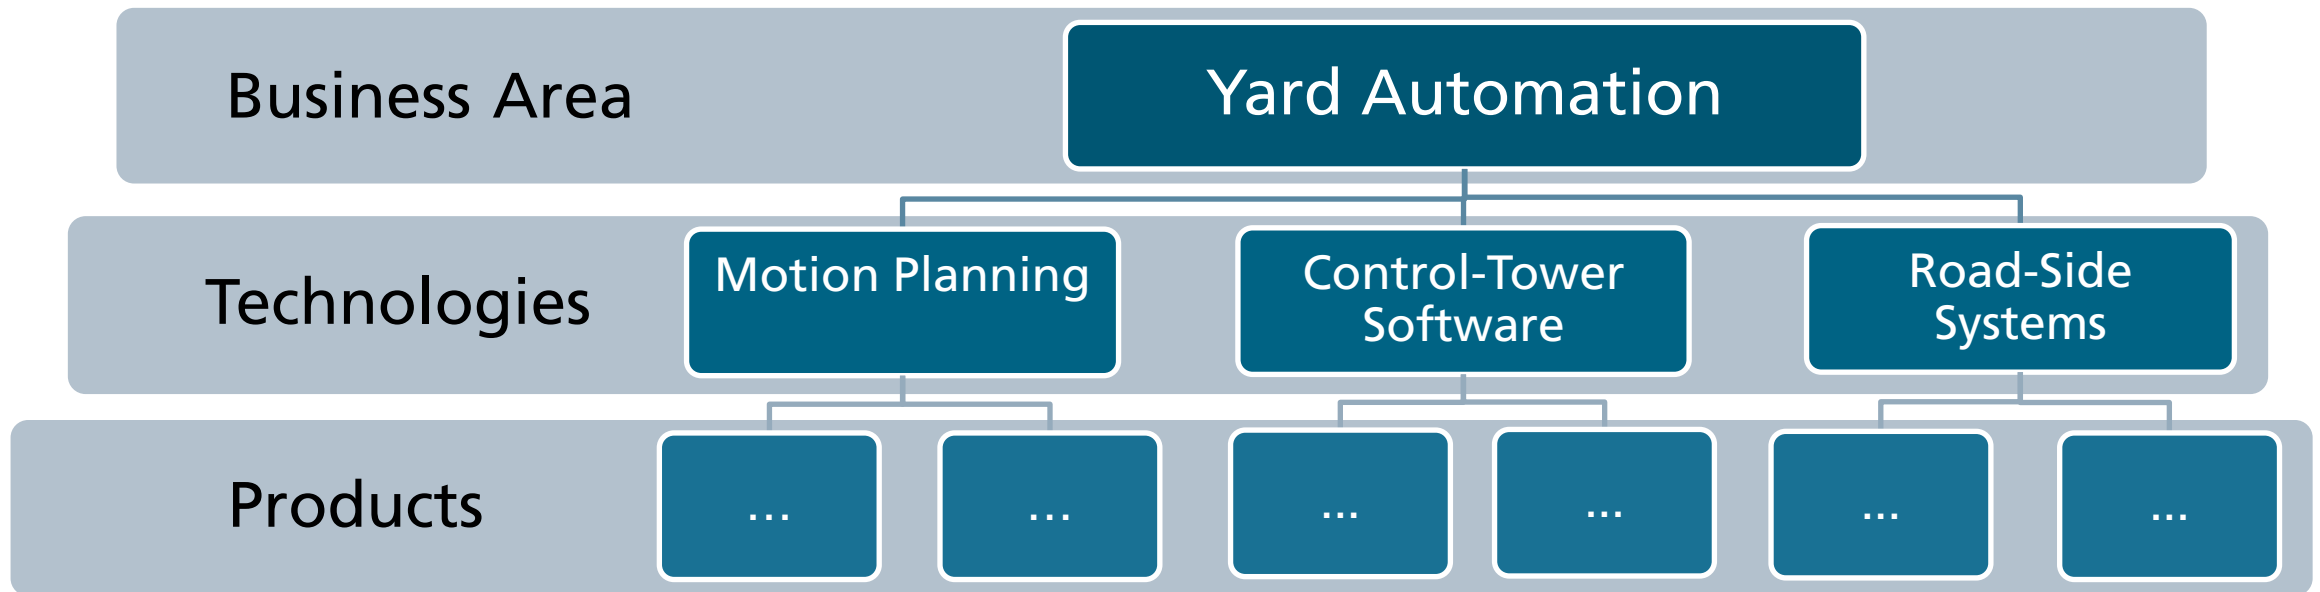 Business Area
Yard Automation
Technologies
Motion Planning
Control-Tower
Software
Road-Side
Systems
Products
...
...
...
...
...
...